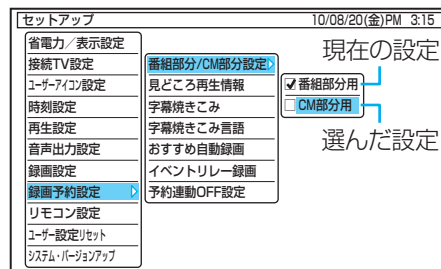 セットアップ 10/08/20(金)PM 3:15
省電力／表示設定
接続TV設定
ユーザーアイコン設定
時刻設定
再生設定
音声出力設定
録画設定
録画予約設定
リモコン設定
ユーザー設定リセット
システム・バージョンアップ
番組部分/CM部分設定
見どころ再生情報
字幕焼きこみ
字幕焼きこみ言語
おすすめ自動録画
イベントリレー録画
予約連動OFF設定
番組部分用
CM部分用
現在の設定
選んだ設定